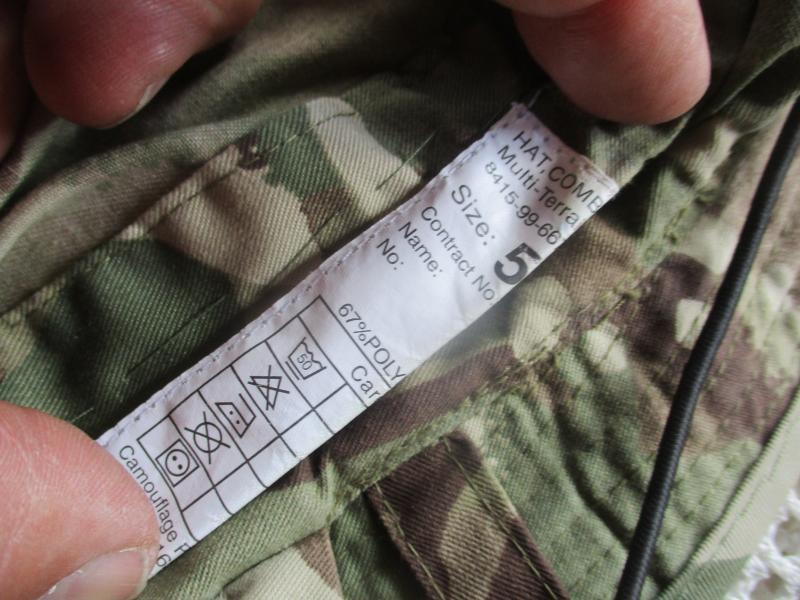 HAT, COMB
Multi-Terra
8415-99-66
Size: 5
Contract No
Name:
No:
67%POLY
Car
50
Camouflage